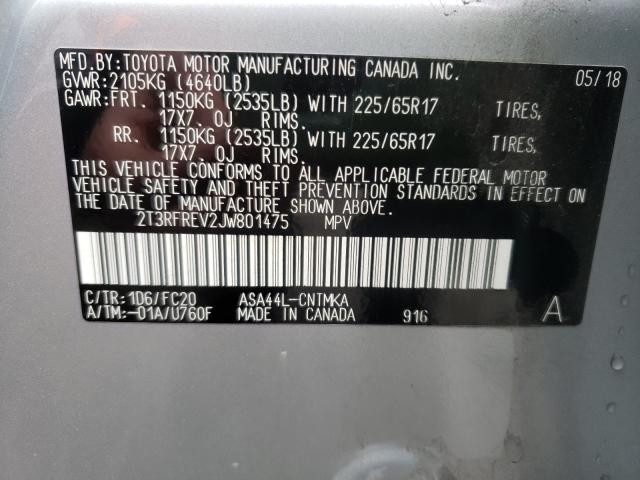 MFD.BY:TOYOTA MOTOR MANUFACTURING CANADA INC.
GVWR:2105KG (4640LB) 05/18
GAWR:FRT. 1150KG (2535LB) WITH 225/65R17 TIRES,
17X7.0J RIMS.
RR. 1150KG (2535LB) WITH 225/65R17 TIRES,
17X7.0J RIMS.
THIS VEHICLE CONFORMS TO ALL APPLICABLE FEDERAL MOTOR
VEHICLE SAFETY AND THEFT PREVENTION STANDARDS IN EFFECT ON
THE DATE OF MANUFACTURE SHOWN ABOVE.
2T3RFREV2JW801475 MPV
C/TR:1D6/FC20 ASA44L-CNTMKA
A/TM:-01A/U760F MADE IN CANADA 916 A